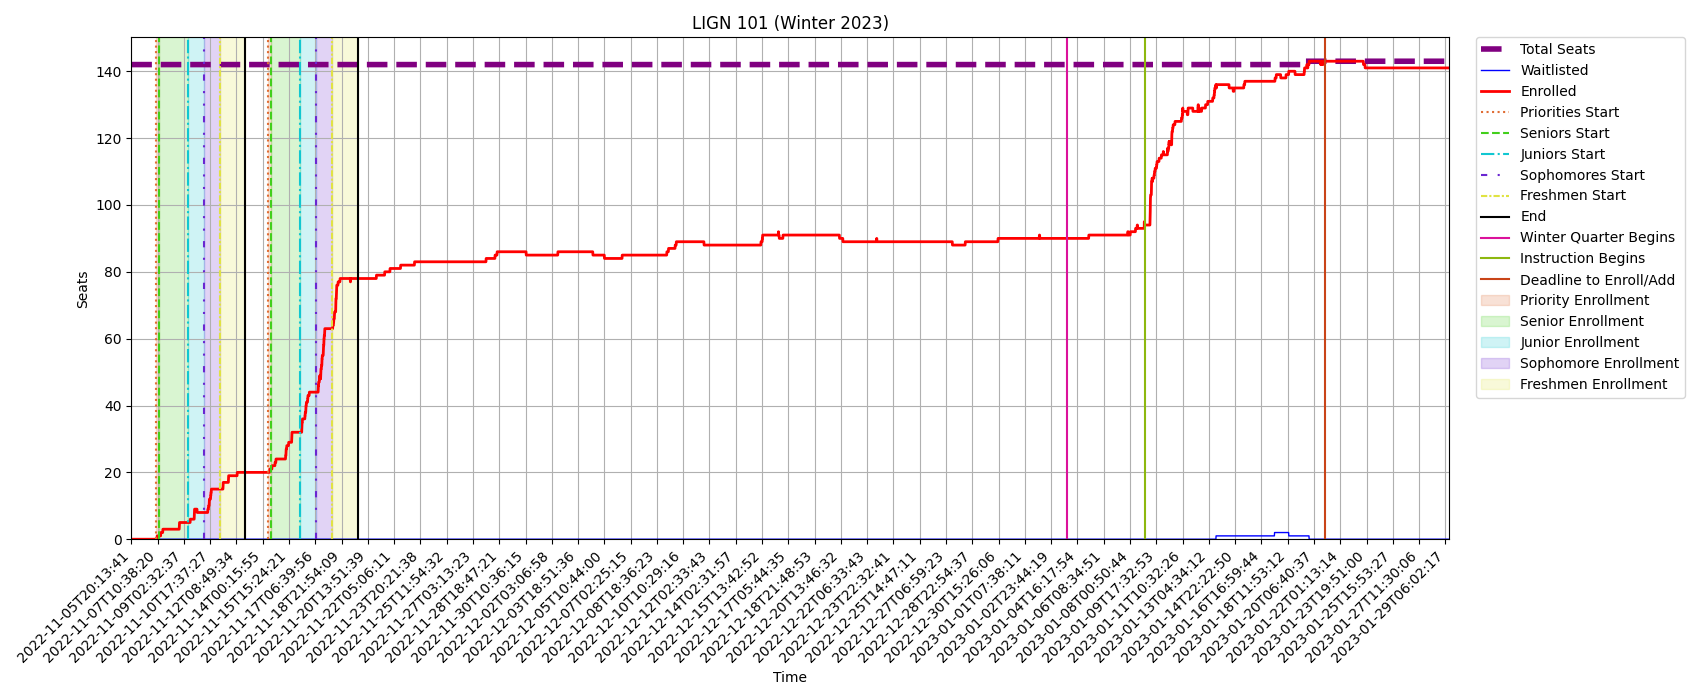 LIGN 101 (Winter 2023)
Seats
140
120
100
80
60
40
20
0
2022-11-05T20:13:41
2022-11-07T10:38:20
2022-11-09T02:32:37
2022-11-10T17:37:27
2022-11-12T08:49:34
2022-11-14T00:15:55
2022-11-15T15:24:21
2022-11-17T06:39:56
2022-11-18T21:54:09
2022-11-20T13:51:39
2022-11-22T05:06:11
2022-11-23T20:21:38
2022-11-25T11:54:32
2022-11-27T03:13:23
2022-11-28T18:47:21
2022-11-30T10:36:15
2022-12-02T03:06:58
2022-12-03T18:51:36
2022-12-05T10:44:00
2022-12-07T02:25:15
2022-12-08T18:36:23
2022-12-10T10:29:16
2022-12-12T02:33:43
2022-12-14T02:31:57
2022-12-15T13:42:52
2022-12-17T05:44:35
2022-12-18T21:48:53
2022-12-20T13:46:32
2022-12-22T06:33:43
2022-12-23T22:32:41
2022-12-25T14:47:11
2022-12-27T06:59:23
2022-12-28T22:54:37
2022-12-30T15:26:06
2023-01-01T07:38:11
2023-01-02T23:44:19
2023-01-04T16:17:54
2023-01-06T08:34:51
2023-01-08T00:50:44
2023-01-09T17:32:53
2023-01-11T10:32:26
2023-01-13T04:34:12
2023-01-14T22:22:50
2023-01-16T16:59:44
2023-01-18T11:53:12
2023-01-20T06:40:37
2023-01-22T01:13:14
2023-01-23T19:51:00
2023-01-25T15:53:27
2023-01-27T11:30:06
2023-01-29T06:02:17
Time
Total Seats
Waitlisted
Enrolled
Priorities Start
Seniors Start
Juniors Start
Sophomores Start
Freshmen Start
End
Winter Quarter Begins
Instruction Begins
Deadline to Enroll/Add
Priority Enrollment
Senior Enrollment
Junior Enrollment
Sophomore Enrollment
Freshmen Enrollment